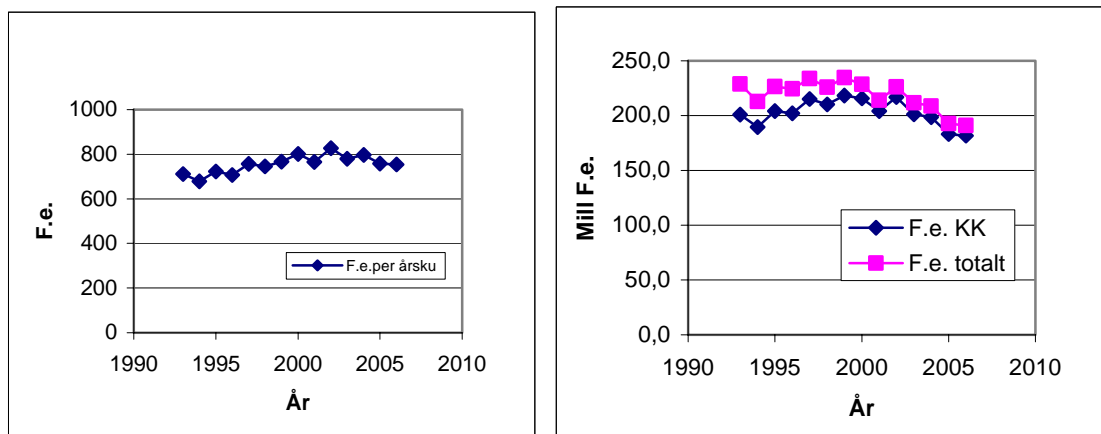 F.e.
1000
800
600
400
200
0
F.e.per årsku
1990 1995 2000 2005 2010
År
Mill F.e.
250,0
200,0
150,0
100,0
50,0
0,0
F.e. KK
F.e. totalt
1990 1995 2000 2005 2010
År